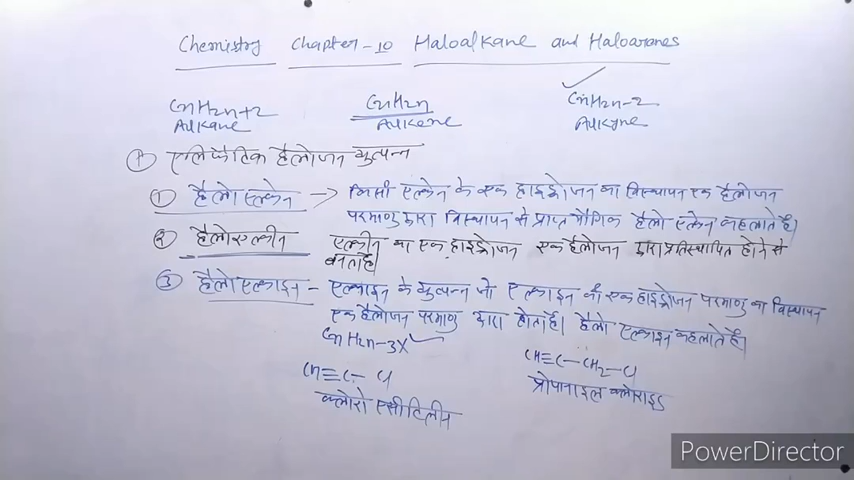 Chemistry Chapter-10 Haloalkane and Haloarenes
CnH2n+2 CnH2n CnH2n-2
Alkane Alkene Alkyne
एलिफैटिक हैलोजन व्युत्पन्न
① हैलो एल्केन → किसी एल्केन के एक हाइड्रोजन का विस्थापन एक हैलोजन
परमाणु द्वारा विस्थापन से प्राप्त यौगिक हैलो एल्केन कहलाते हैं।
② हैलोएल्कीन एल्कीन का एक हाइड्रोजन एक हैलोजन द्वारा प्रतिस्थापित होने से
बनता है।
③ हैलोएल्काइन - एल्काइन के व्युत्पन्न जो एल्काइन की एक हाइड्रोजन परमाणु का विस्थापन
एक हैलोजन परमाणु द्वारा होता है। हैलो एल्काइन कहलाते हैं।
CnH2n-3X
CH≡C-Cl CH≡C-CH2-Cl
क्लोरो एसीटिलीन प्रोपानाइल क्लोराइड
PowerDirector